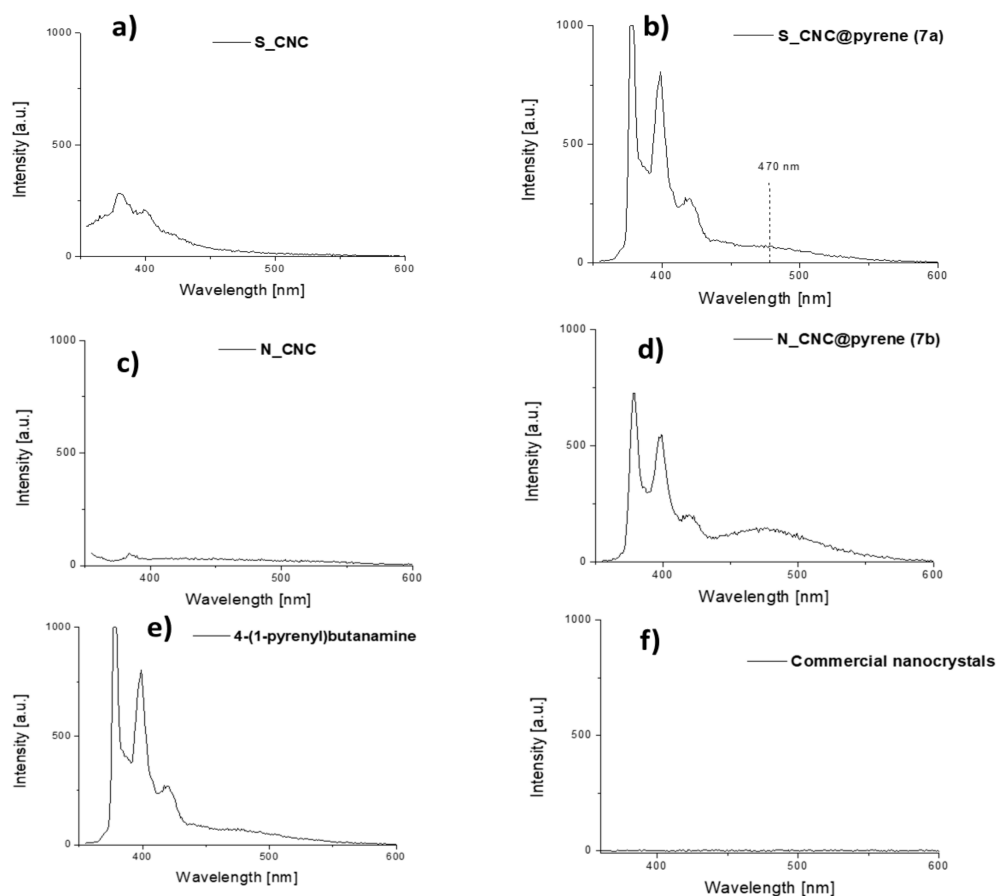 a)
S_CNC
1000
500
0
400
500
600
Intensity [a.u.]
Wavelength [nm]
b)
S_CNC@pyrene (7a)
470 nm
1000
500
0
400
500
600
Intensity [a.u.]
Wavelength [nm]
c)
N_CNC
1000
500
0
400
500
600
Intensity [a.u.]
Wavelength [nm]
d)
N_CNC@pyrene (7b)
1000
500
0
400
500
600
Intensity [a.u.]
Wavelength [nm]
e)
4-(1-pyrenyl)butanamine
1000
500
0
400
500
600
Intensity [a.u.]
Wavelength [nm]
f)
Commercial nanocrystals
1000
500
0
400
500
600
Intensity [a.u.]
Wavelength [nm]